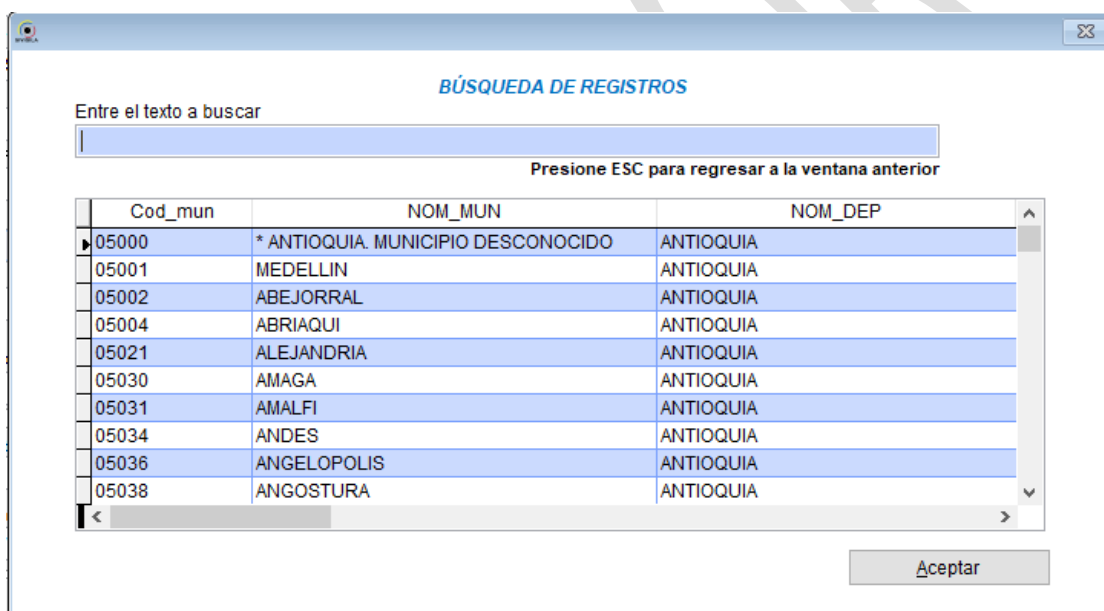 BÚSQUEDA DE REGISTROS
Entre el texto a buscar
Presione ESC para regresar a la ventana anterior
Cod_mun NOM_MUN NOM_DEP
05000 * ANTIOQUIA. MUNICIPIO DESCONOCIDO ANTIOQUIA
05001 MEDELLIN ANTIOQUIA
05002 ABEJORRAL ANTIOQUIA
05004 ABRIAQUI ANTIOQUIA
05021 ALEJANDRIA ANTIOQUIA
05030 AMAGA ANTIOQUIA
05031 AMALFI ANTIOQUIA
05034 ANDES ANTIOQUIA
05036 ANGELOPOLIS ANTIOQUIA
05038 ANGOSTURA ANTIOQUIA
Aceptar